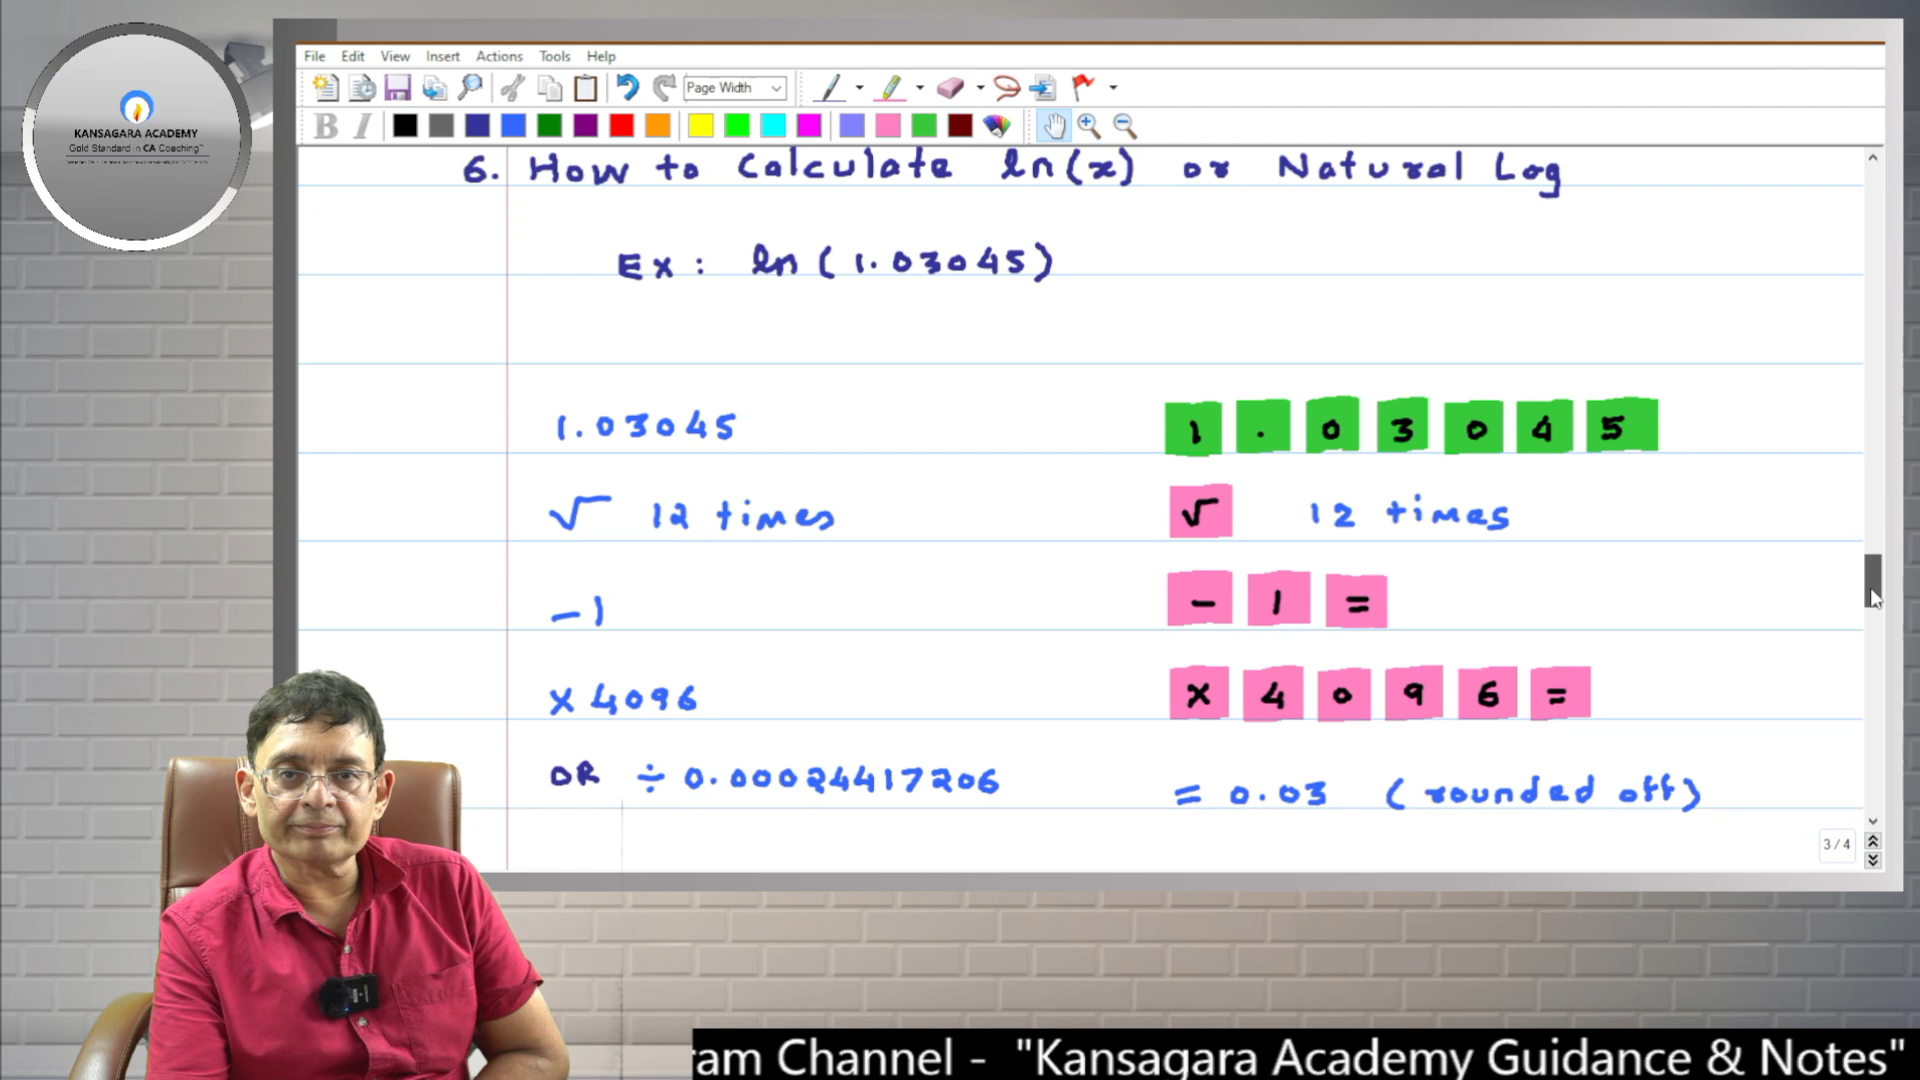 KANSAGARA ACADEMY
Gold Standard in CA Coaching™
File Edit View Insert Actions Tools Help
Page Width
B I
6. How to Calculate ln(x) or Natural Log
Ex : ln ( 1.03045 )
1.03045
1 . 0 3 0 4 5
√ 12 times
√ 12 times
-1
- 1 =
x 4096
x 4 0 9 6 =
OR ÷ 0.00024417206
= 0.03 ( rounded off )
3 / 4
ram Channel - "Kansagara Academy Guidance & Notes"